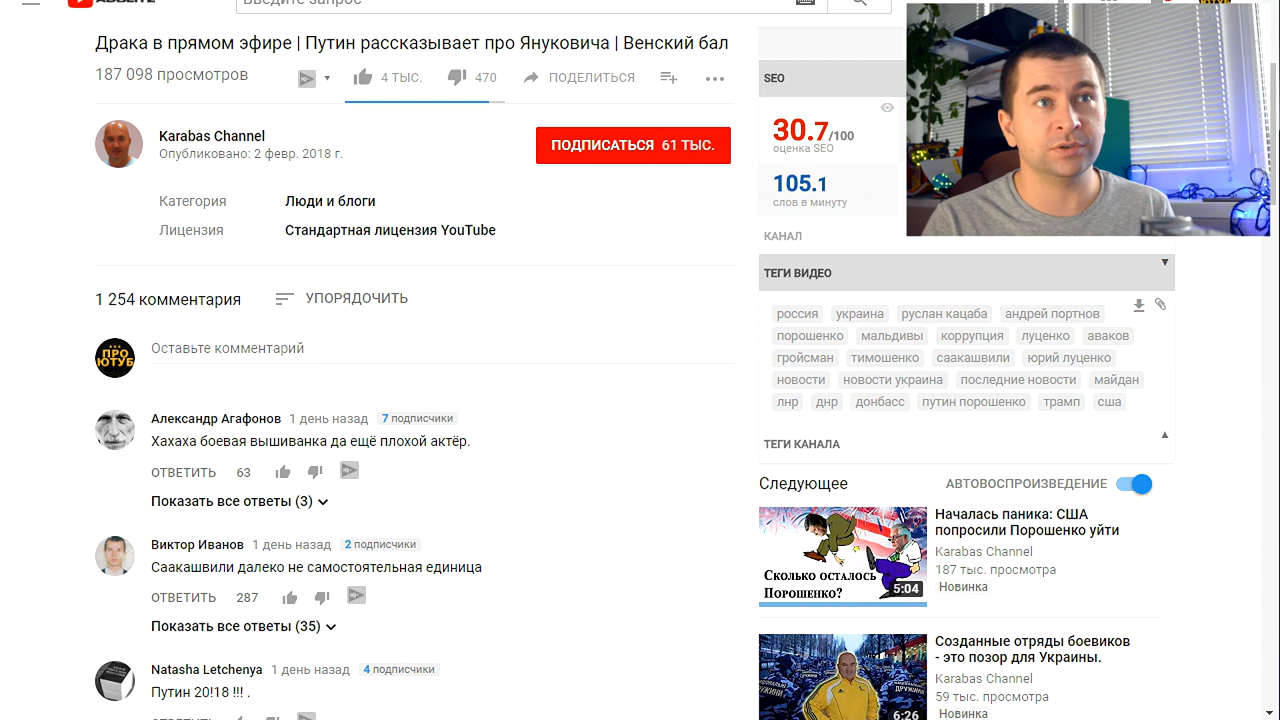 Введите запрос
Драка в прямом эфире | Путин рассказывает про Януковича | Венский бал
187 098 просмотров
4 ТЫС.
470
ПОДЕЛИТЬСЯ
Karabas Channel
Опубликовано: 2 февр. 2018 г.
ПОДПИСАТЬСЯ 61 ТЫС.
Категория
Люди и блоги
Лицензия
Стандартная лицензия YouTube
1 254 комментария
УПОРЯДОЧИТЬ
ПРО
ЮТУБ
Оставьте комментарий
Александр Агафонов 1 день назад 7 подписчики
Хахаха боевая вышиванка да ещё плохой актёр.
ОТВЕТИТЬ 63
Показать все ответы (3)
Виктор Иванов 1 день назад 2 подписчики
Саакашвили далеко не самостоятельная единица
ОТВЕТИТЬ 287
Показать все ответы (35)
Natasha Letchenya 1 день назад 4 подписчики
Путин 20!18 !!! .
ОТВЕТИТЬ
SEO
30.7/100
оценка SEO
105.1
слов в минуту
КАНАЛ
ТЕГИ ВИДЕО
россия украина руслан кацаба андрей портнов
порошенко мальдивы коррупция луценко аваков
гройсман тимошенко саакашвили юрий луценко
новости новости украина последние новости майдан
лнр днр донбасс путин порошенко трамп сша
ТЕГИ КАНАЛА
Следующее
АВТОВОСПРОИЗВЕДЕНИЕ
Сколько осталось
Порошенко?
5:04
Началась паника: США
попросили Порошенко уйти
Karabas Channel
187 тыс. просмотра
Новинка
6:26
Созданные отряды боевиков
- это позор для Украины.
Karabas Channel
59 тыс. просмотра
Новинка